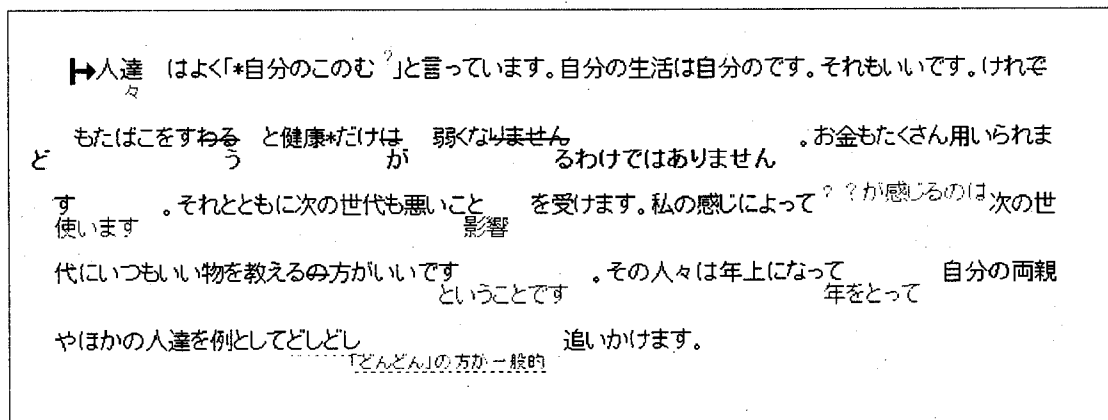 人達 はよく「*自分のこのむ ?」と言っています。自分の生活は自分のです。それもいいです。けれで
々
もたばこをすわる と健康*だけは 弱くなりません 。お金もたくさん用いられま
ど う が るわけではありません
す 。それとともに次の世代も悪いこと を受けます。私の感じによって ? ?が感じるのは 次の世
使います 影響
代にいつもいい物を教えるの方がいいです 。その人々は年上になって 自分の両親
ということです 年をとって
やほかの人達を例としてどしどし 追いかけます。
「どんどん」の方が一般的